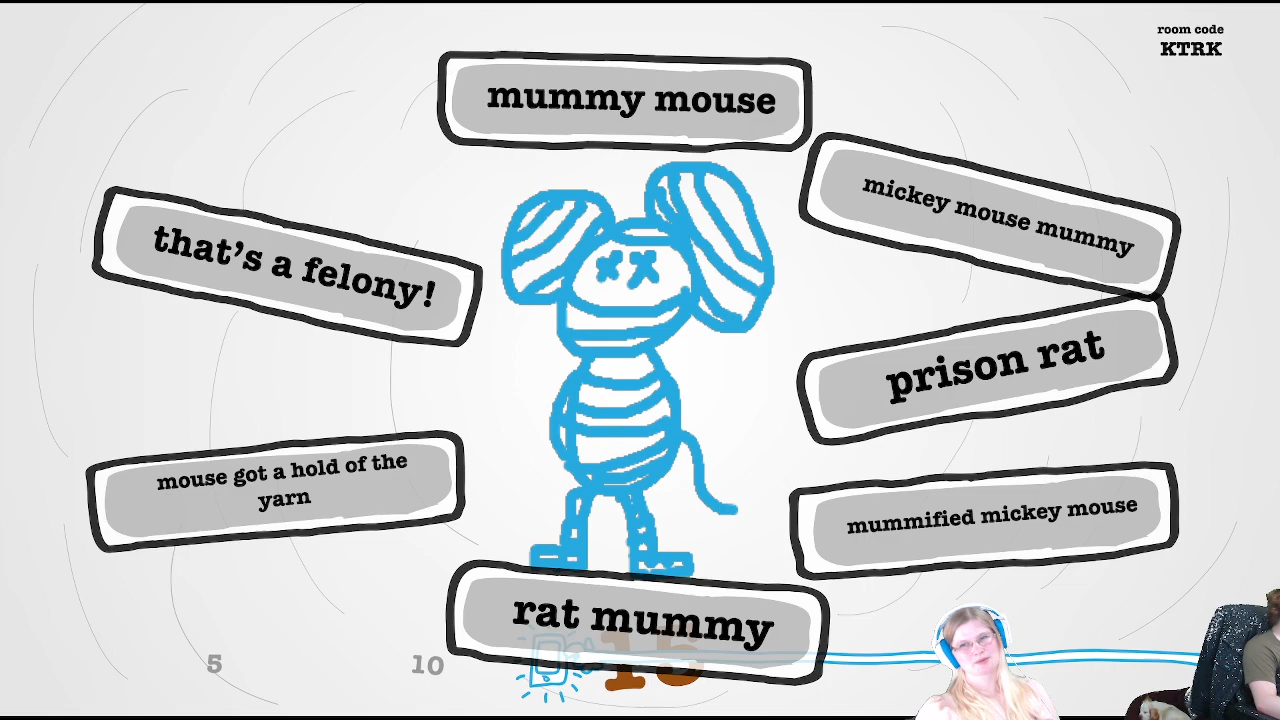 room code
KTRK
mummy mouse
mickey mouse mummy
that's a felony!
prison rat
mouse got a hold of the
yarn
mummified mickey mouse
rat mummy
5
10
15